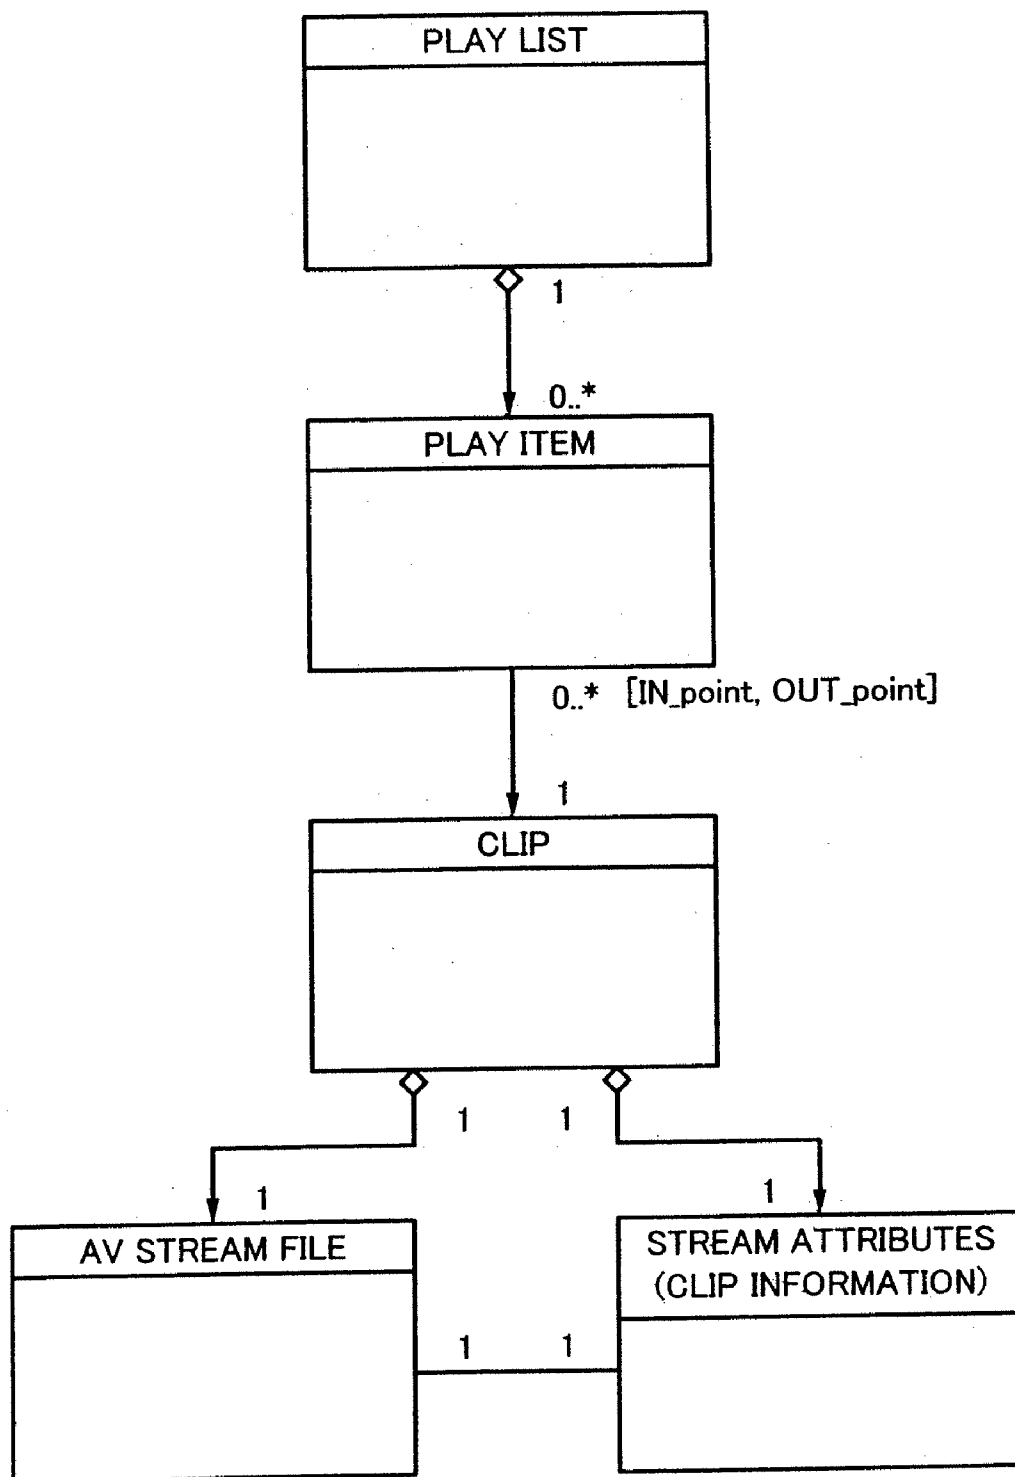 PLAY LIST
1
0..*
PLAY ITEM
0..* [IN_point, OUT_point]
1
CLIP
1 1
1 1
AV STREAM FILE
STREAM ATTRIBUTES
(CLIP INFORMATION)
1 1